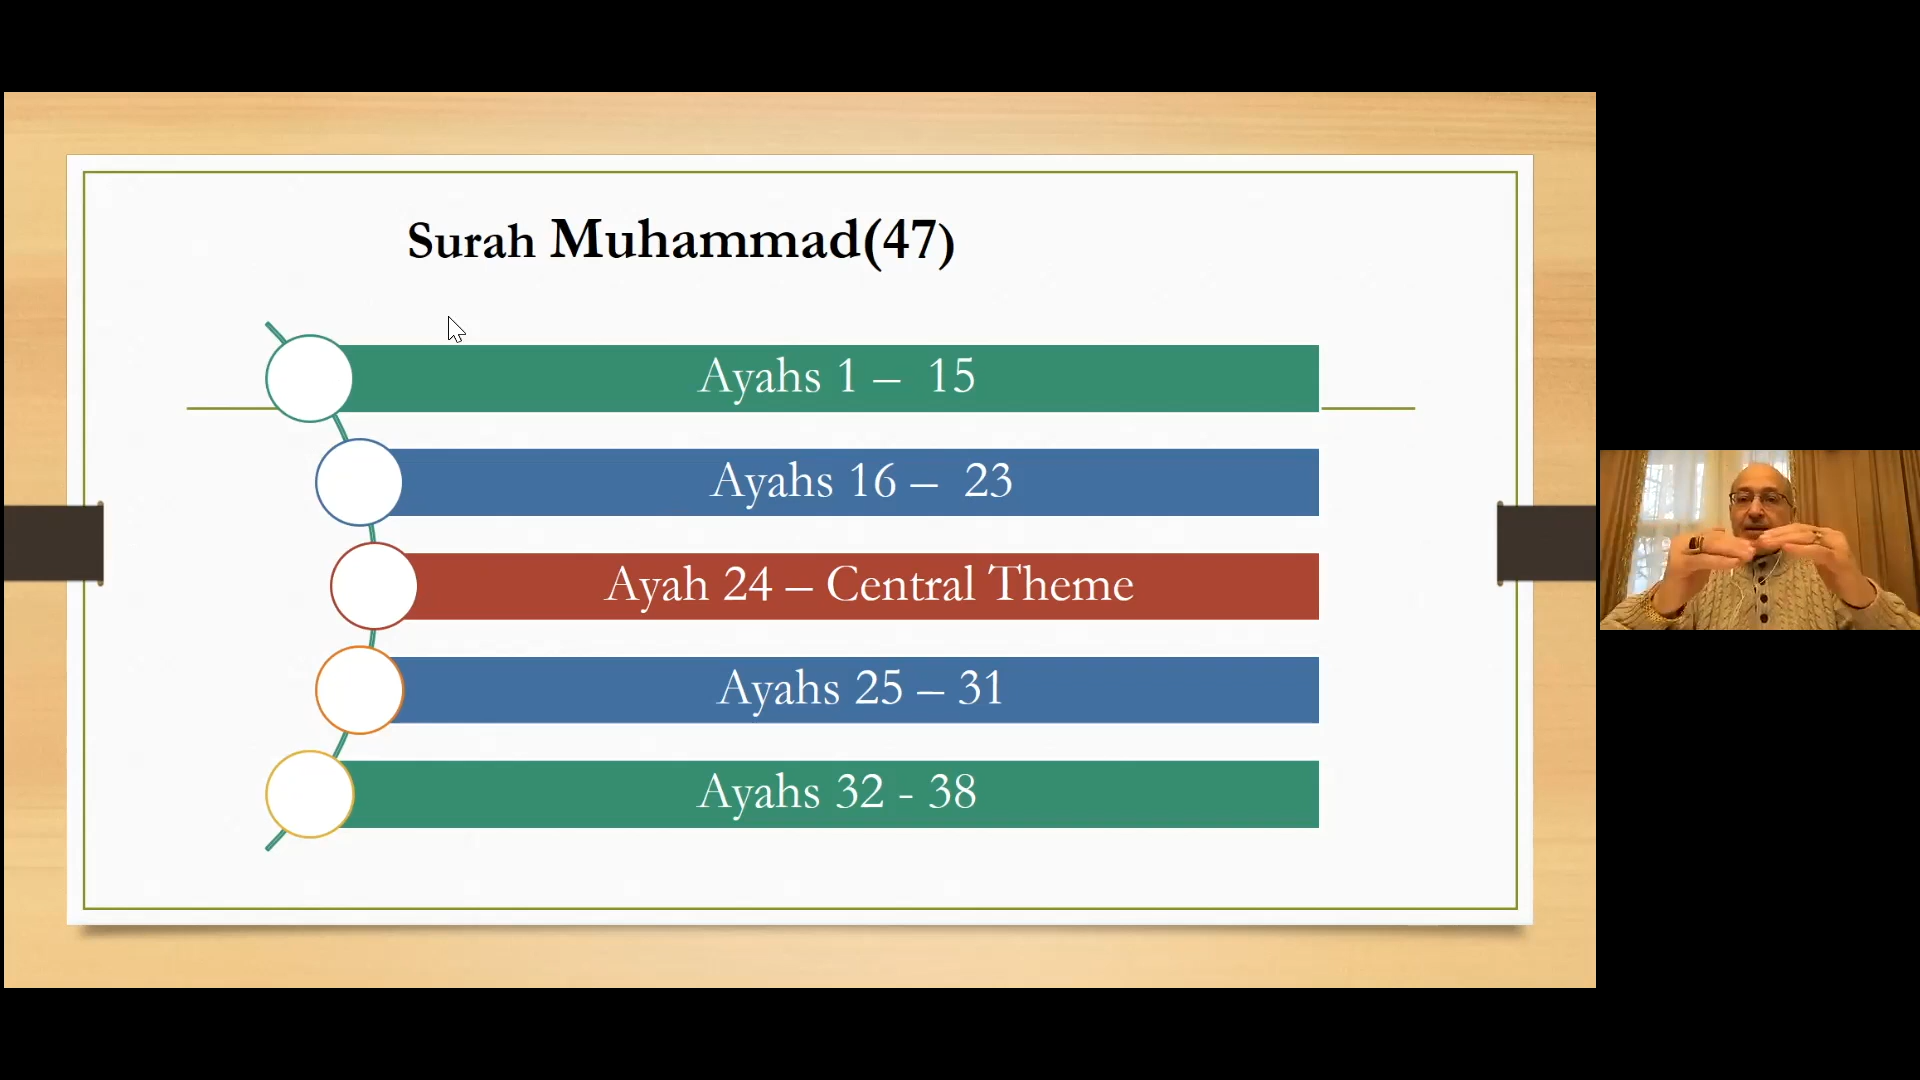 Surah Muhammad(47)
Ayahs 1 – 15
Ayahs 16 – 23
Ayah 24 – Central Theme
Ayahs 25 – 31
Ayahs 32 - 38